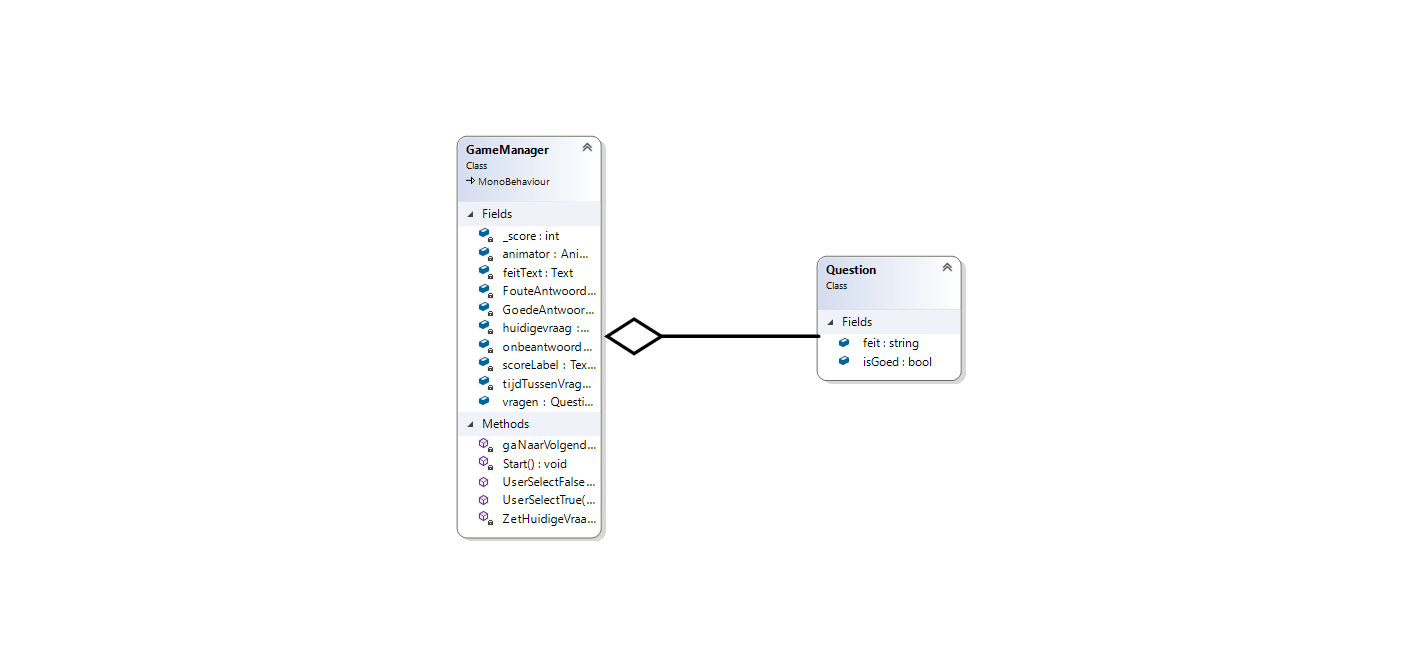 GameManager
Class
MonoBehaviour
Fields
_score : int
animator : Ani...
feitText : Text
FouteAntwoord...
GoedeAntwoor...
huidigevraag :...
onbeantwoord...
scoreLabel : Tex...
tijdTussenVrag...
vragen : Questi...
Methods
gaNaarVolgend...
Start() : void
UserSelectFalse...
UserSelectTrue(...
ZetHuidigeVraa...
Question
Class
Fields
feit : string
isGoed : bool